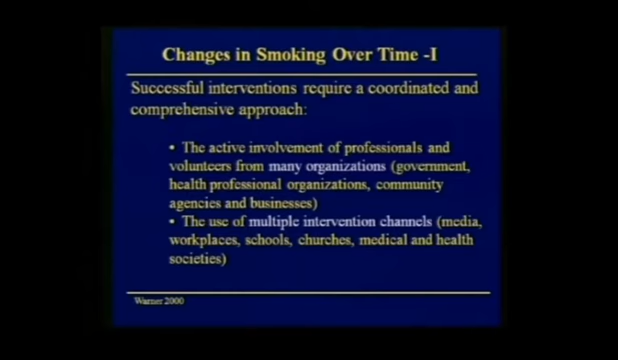 Changes in Smoking Over Time -I
Successful interventions require a coordinated and
comprehensive approach:
• The active involvement of professionals and
volunteers from many organizations (government,
health professional organizations, community
agencies and businesses)
• The use of multiple intervention channels (media,
workplaces, schools, churches, medical and health
societies)
Warner 2000